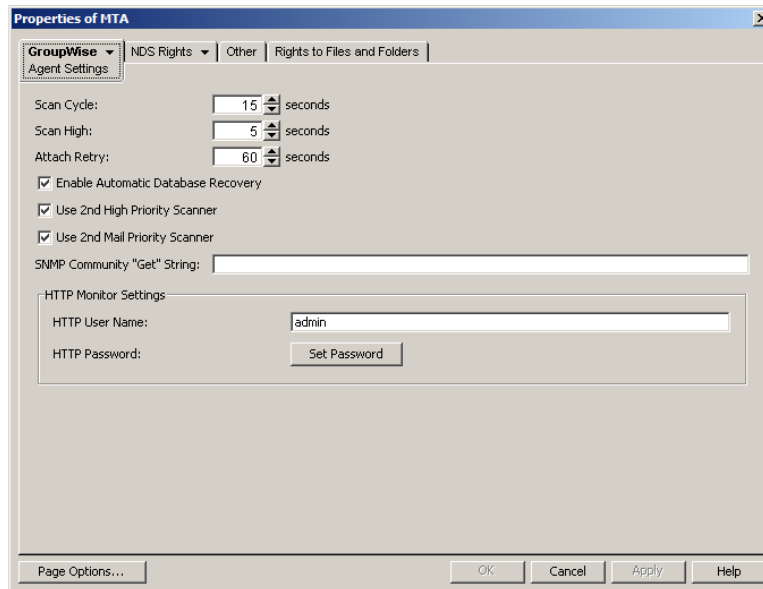 Properties of MTA
GroupWise NDS Rights Other Rights to Files and Folders
Agent Settings
Scan Cycle: 15 seconds
Scan High: 5 seconds
Attach Retry: 60 seconds
Enable Automatic Database Recovery
Use 2nd High Priority Scanner
Use 2nd Mail Priority Scanner
SNMP Community "Get" String:
HTTP Monitor Settings
HTTP User Name: admin
HTTP Password: Set Password
Page Options... OK Cancel Apply Help